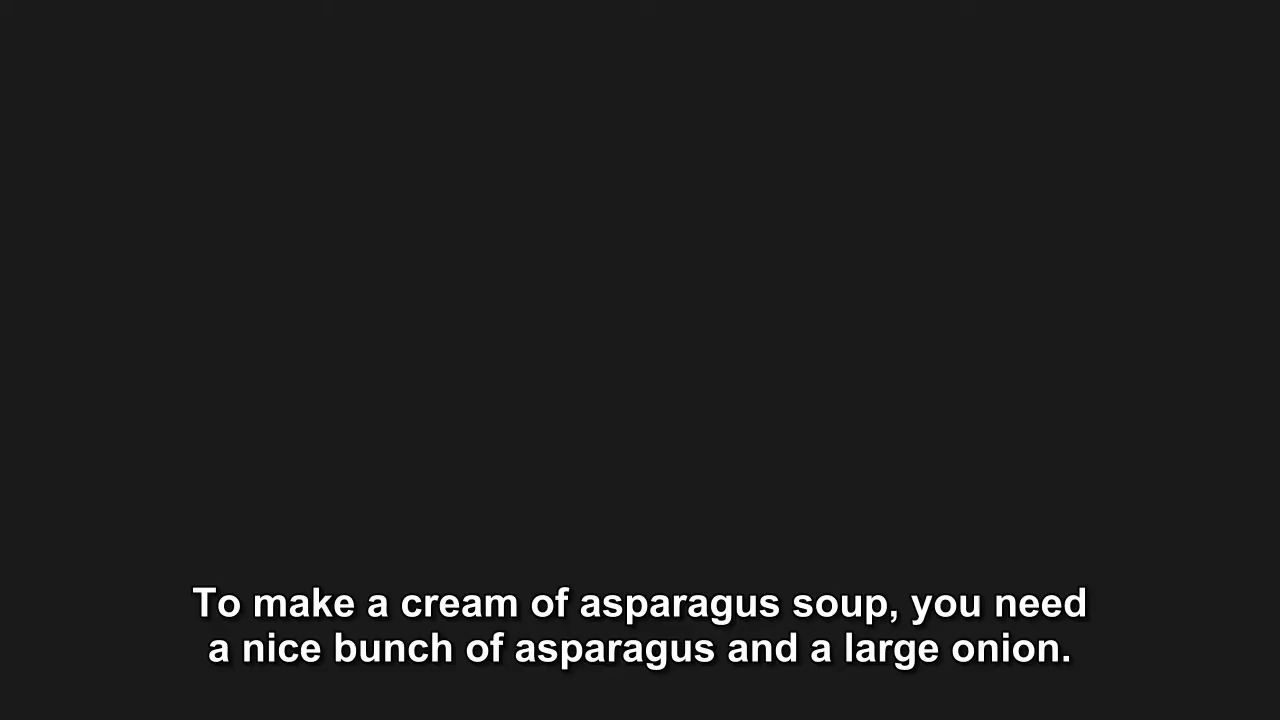 To make a cream of asparagus soup, you need
a nice bunch of asparagus and a large onion.